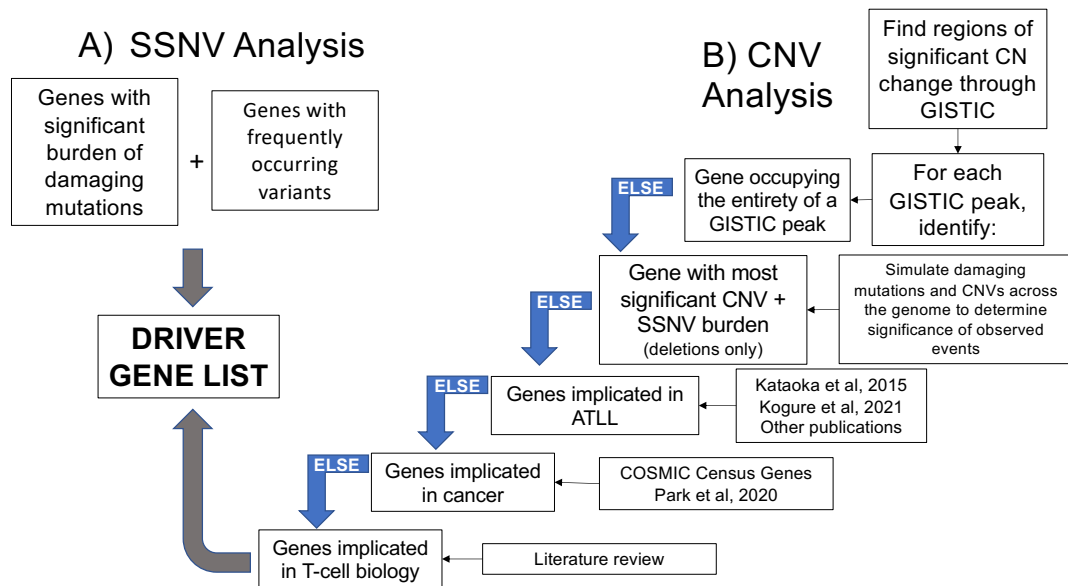 A) SSNV Analysis
Genes with
significant
burden of
damaging
mutations
+
Genes with
frequently
occurring
variants
DRIVER
GENE LIST
B) CNV
Analysis
Find regions of
significant CN
change through
GISTIC
For each
GISTIC peak,
identify:
Gene occupying
the entirety of a
GISTIC peak
ELSE
Gene with most
significant CNV +
SSNV burden
(deletions only)
Simulate damaging
mutations and CNVs across
the genome to determine
significance of observed
events
ELSE
Genes implicated in
ATLL
Kataoka et al, 2015
Kogure et al, 2021
Other publications
ELSE
Genes implicated
in cancer
COSMIC Census Genes
Park et al, 2020
ELSE
Genes implicated
in T-cell biology
Literature review